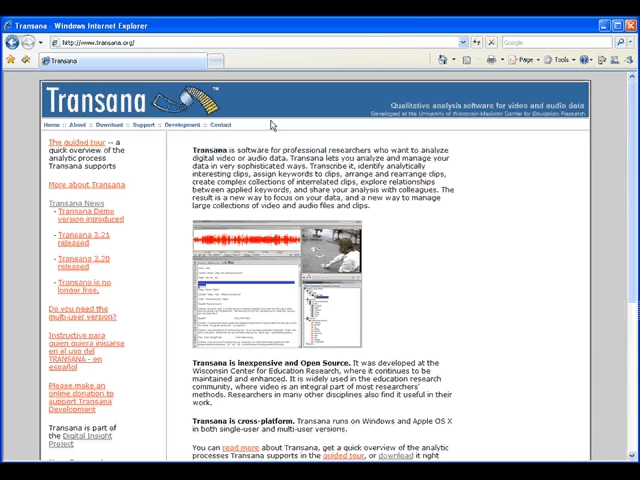 Transana - Windows Internet Explorer
http://www.transana.org/
Google
Transana
Page
Tools
Transana ™
Qualitative analysis software for video and audio data
Developed at the University of Wisconsin-Madison Center for Education Research
Home :: About :: Download :: Support :: Development :: Contact
The guided tour -- a
quick overview of the
analytic process
Transana supports
More about Transana
Transana News
- Transana Demo
version introduced
- Transana 2.21
released
- Transana 2.20
released
- Transana is no
longer free.
Do you need the
multi-user version?
Instructivo para
quien quiera iniciarse
en el uso del
TRANSANA - en
español
Please make an
online donation to
support Transana
Development
Transana is part of
the Digital Insight
Project
Transana is software for professional researchers who want to analyze
digital video or audio data. Transana lets you analyze and manage your
data in very sophisticated ways. Transcribe it, identify analytically
interesting clips, assign keywords to clips, arrange and rearrange clips,
create complex collections of interrelated clips, explore relationships
between applied keywords, and share your analysis with colleagues. The
result is a new way to focus on your data, and a new way to manage
large collections of video and audio files and clips.
Transana is inexpensive and Open Source. It was developed at the
Wisconsin Center for Education Research, where it continues to be
maintained and enhanced. It is widely used in the education research
community, where video is an integral part of most researchers'
methods. Researchers in many other disciplines also find it useful in their
work.
Transana is cross-platform. Transana runs on Windows and Apple OS X
in both single-user and multi-user versions.
You can read more about Transana, get a quick overview of the analytic
processes Transana supports in the guided tour, or download it right